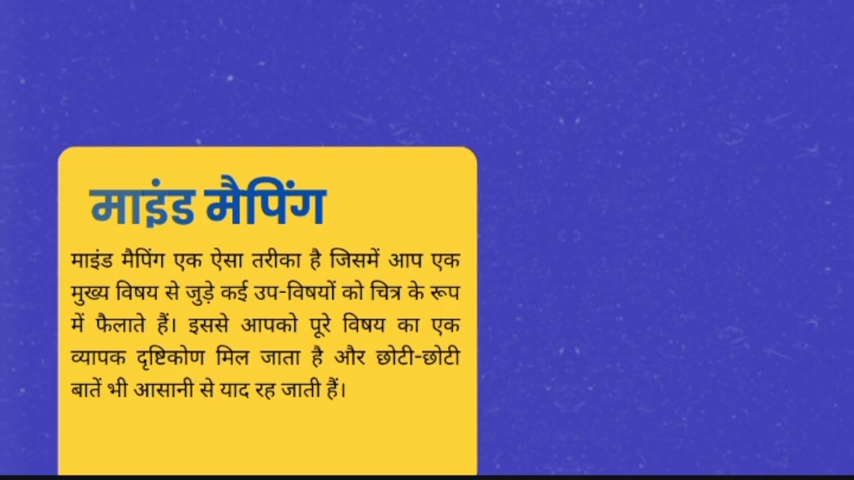 माइंड मैपिंग
माइंड मैपिंग एक ऐसा तरीका है जिसमें आप एक
मुख्य विषय से जुड़े कई उप-विषयों को चित्र के रूप
में फैलाते हैं। इससे आपको पूरे विषय का एक
व्यापक दृष्टिकोण मिल जाता है और छोटी-छोटी
बातें भी आसानी से याद रह जाती हैं।